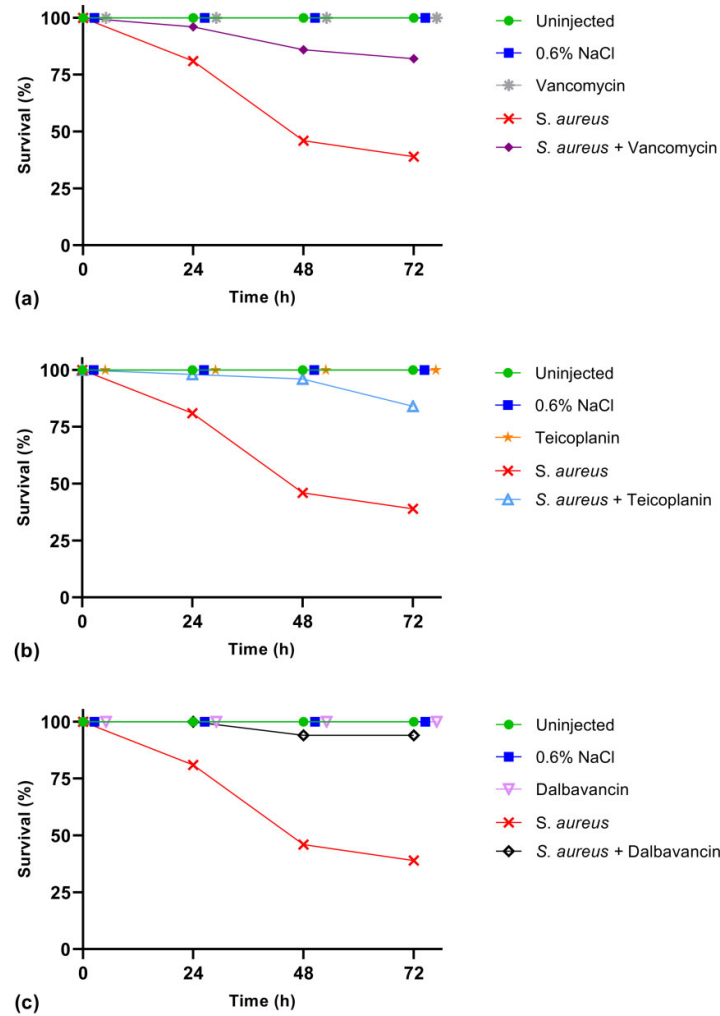 100
75
50
25
0
Survival (%)
0
24
48
72
Time (h)
Uninjected
0.6% NaCl
Vancomycin
S. aureus
S. aureus + Vancomycin
(a)
100
75
50
25
0
Survival (%)
0
24
48
72
Time (h)
Uninjected
0.6% NaCl
Teicoplanin
S. aureus
S. aureus + Teicoplanin
(b)
100
75
50
25
0
Survival (%)
0
24
48
72
Time (h)
Uninjected
0.6% NaCl
Dalbavancin
S. aureus
S. aureus + Dalbavancin
(c)